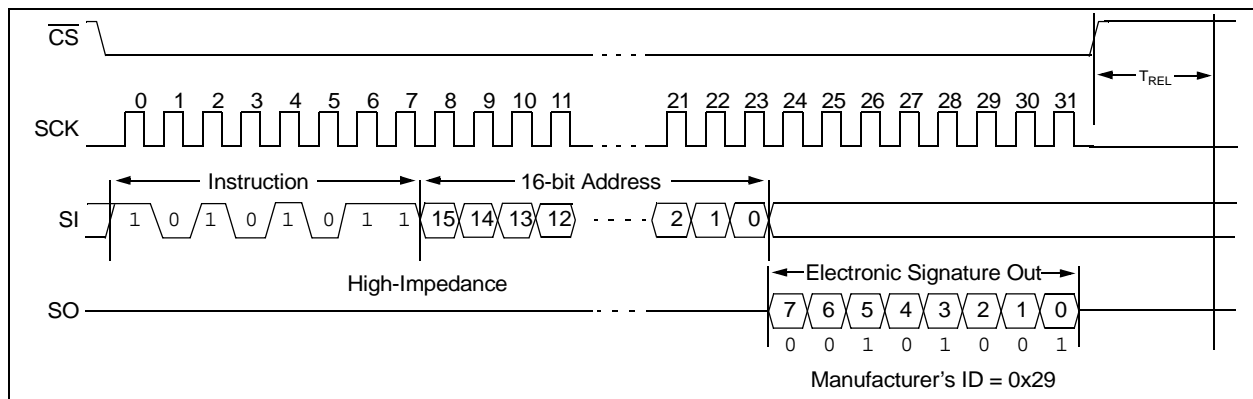 CS
T_REL
0 1 2 3 4 5 6 7 8 9 10 11 21 22 23 24 25 26 27 28 29 30 31
SCK
Instruction 16-bit Address
SI 1 0 1 0 1 0 1 1 15 14 13 12 2 1 0
High-Impedance
Electronic Signature Out
SO 7 6 5 4 3 2 1 0
0 0 1 0 1 0 0 1
Manufacturer's ID = 0x29